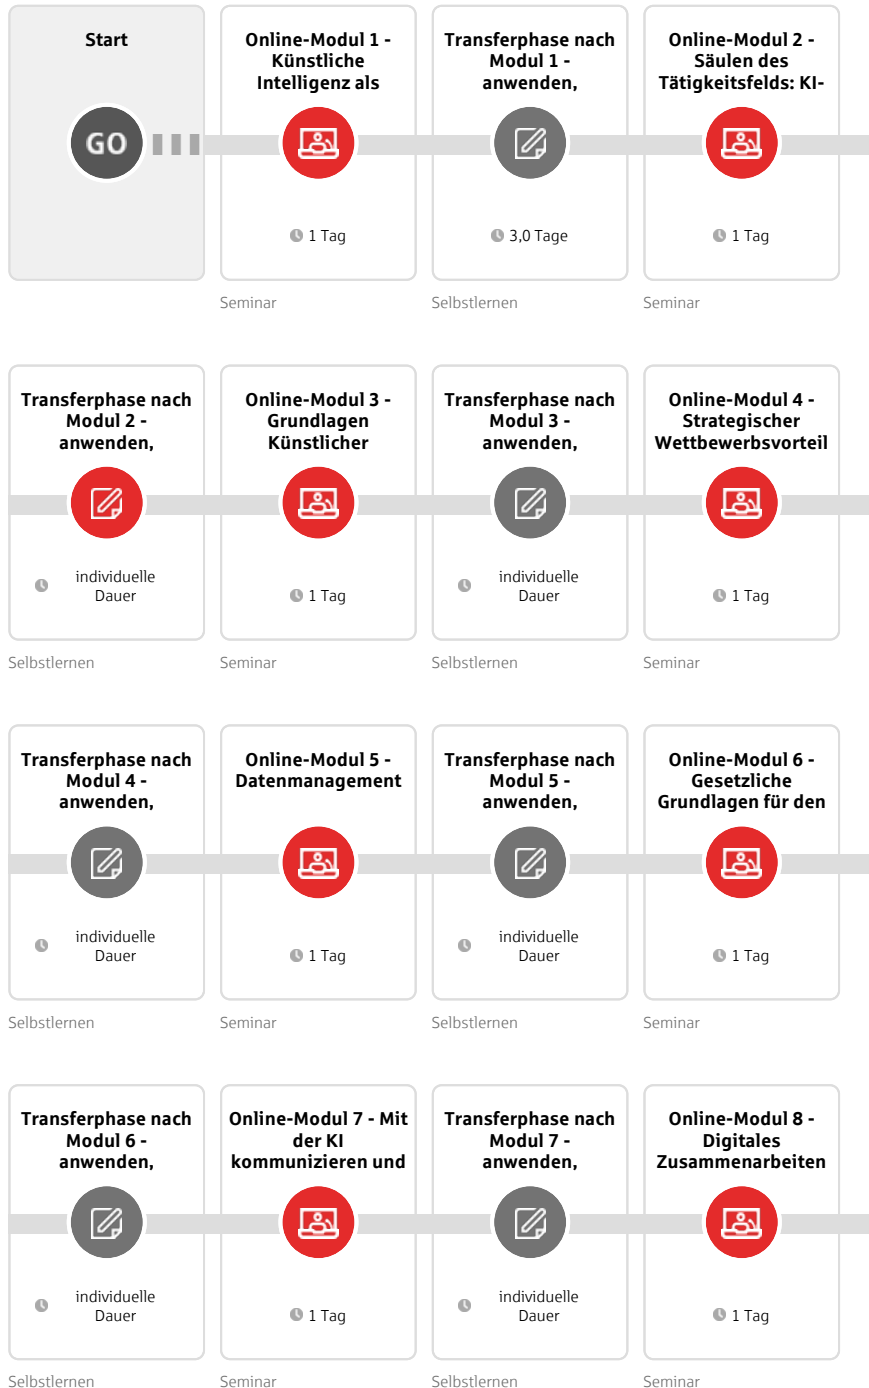 Start
GO
Online-Modul 1 -
Künstliche
Intelligenz als
1 Tag
Seminar
Transferphase nach
Modul 1 -
anwenden,
3,0 Tage
Selbstlernen
Online-Modul 2 -
Säulen des
Tätigkeitsfelds: KI-
1 Tag
Seminar
Transferphase nach
Modul 2 -
anwenden,
individuelle
Dauer
Selbstlernen
Online-Modul 3 -
Grundlagen
Künstlicher
1 Tag
Seminar
Transferphase nach
Modul 3 -
anwenden,
individuelle
Dauer
Selbstlernen
Online-Modul 4 -
Strategischer
Wettbewerbsvorteil
1 Tag
Seminar
Transferphase nach
Modul 4 -
anwenden,
individuelle
Dauer
Selbstlernen
Online-Modul 5 -
Datenmanagement
1 Tag
Seminar
Transferphase nach
Modul 5 -
anwenden,
individuelle
Dauer
Selbstlernen
Online-Modul 6 -
Gesetzliche
Grundlagen für den
1 Tag
Seminar
Transferphase nach
Modul 6 -
anwenden,
individuelle
Dauer
Selbstlernen
Online-Modul 7 - Mit
der KI
kommunizieren und
1 Tag
Seminar
Transferphase nach
Modul 7 -
anwenden,
individuelle
Dauer
Selbstlernen
Online-Modul 8 -
Digitales
Zusammenarbeiten
1 Tag
Seminar